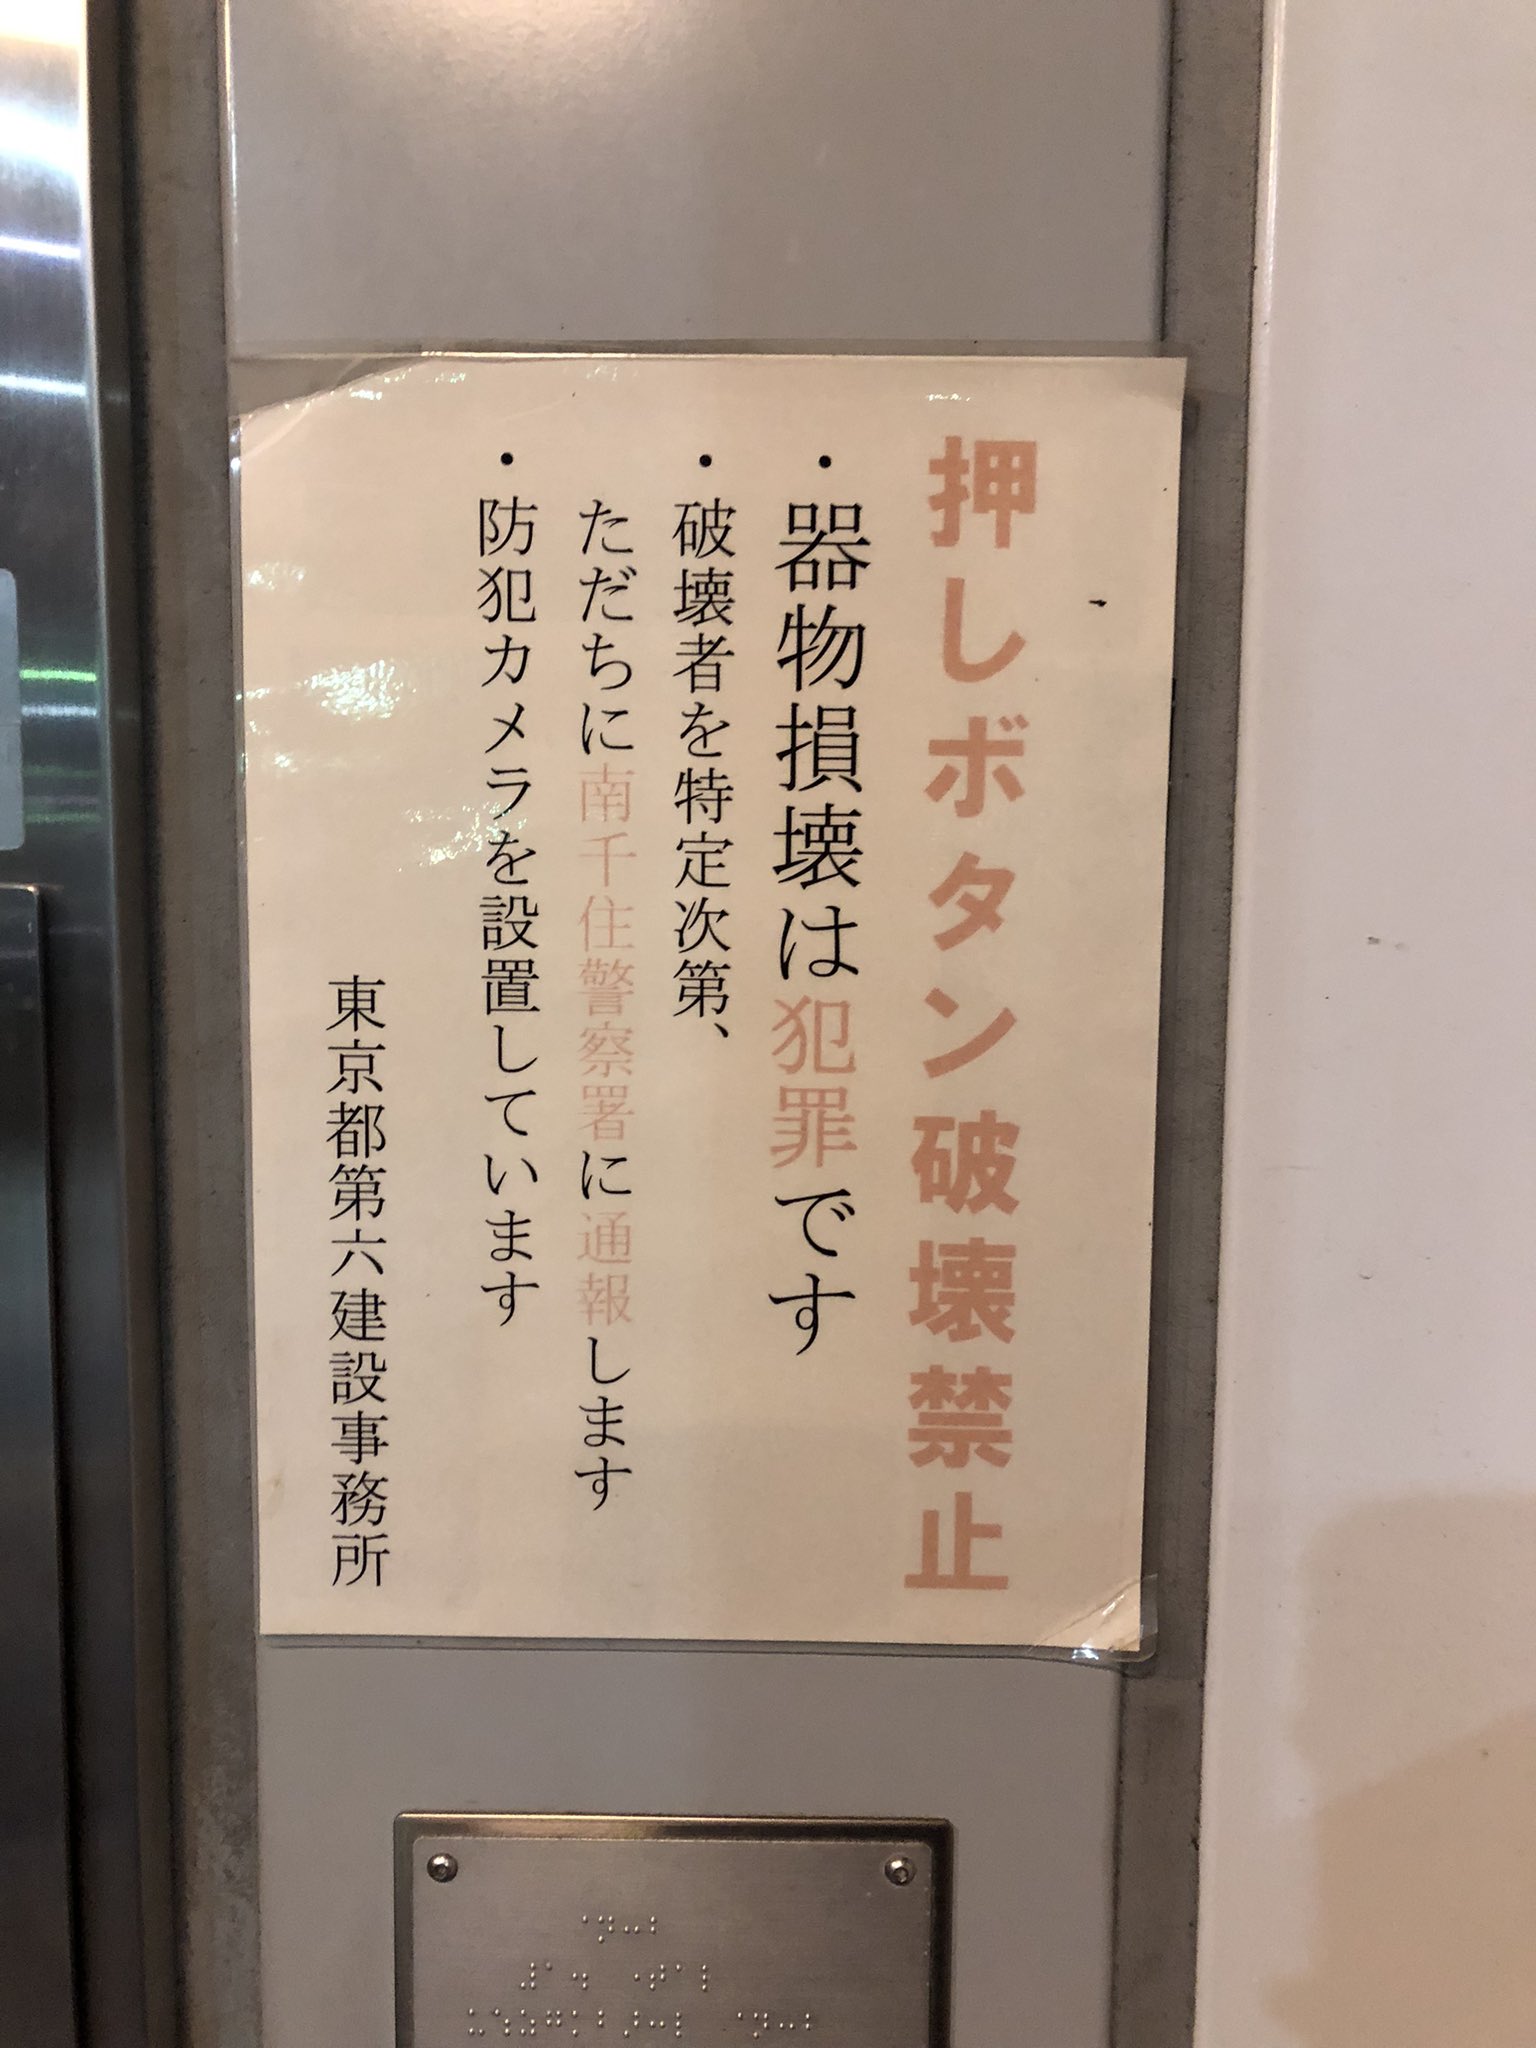 押しボタン破壊禁止
・器物損壊は犯罪です
・破壊者を特定次第、
ただちに南千住警察署に通報します
・防犯カメラを設置しています
東京都第六建設事務所